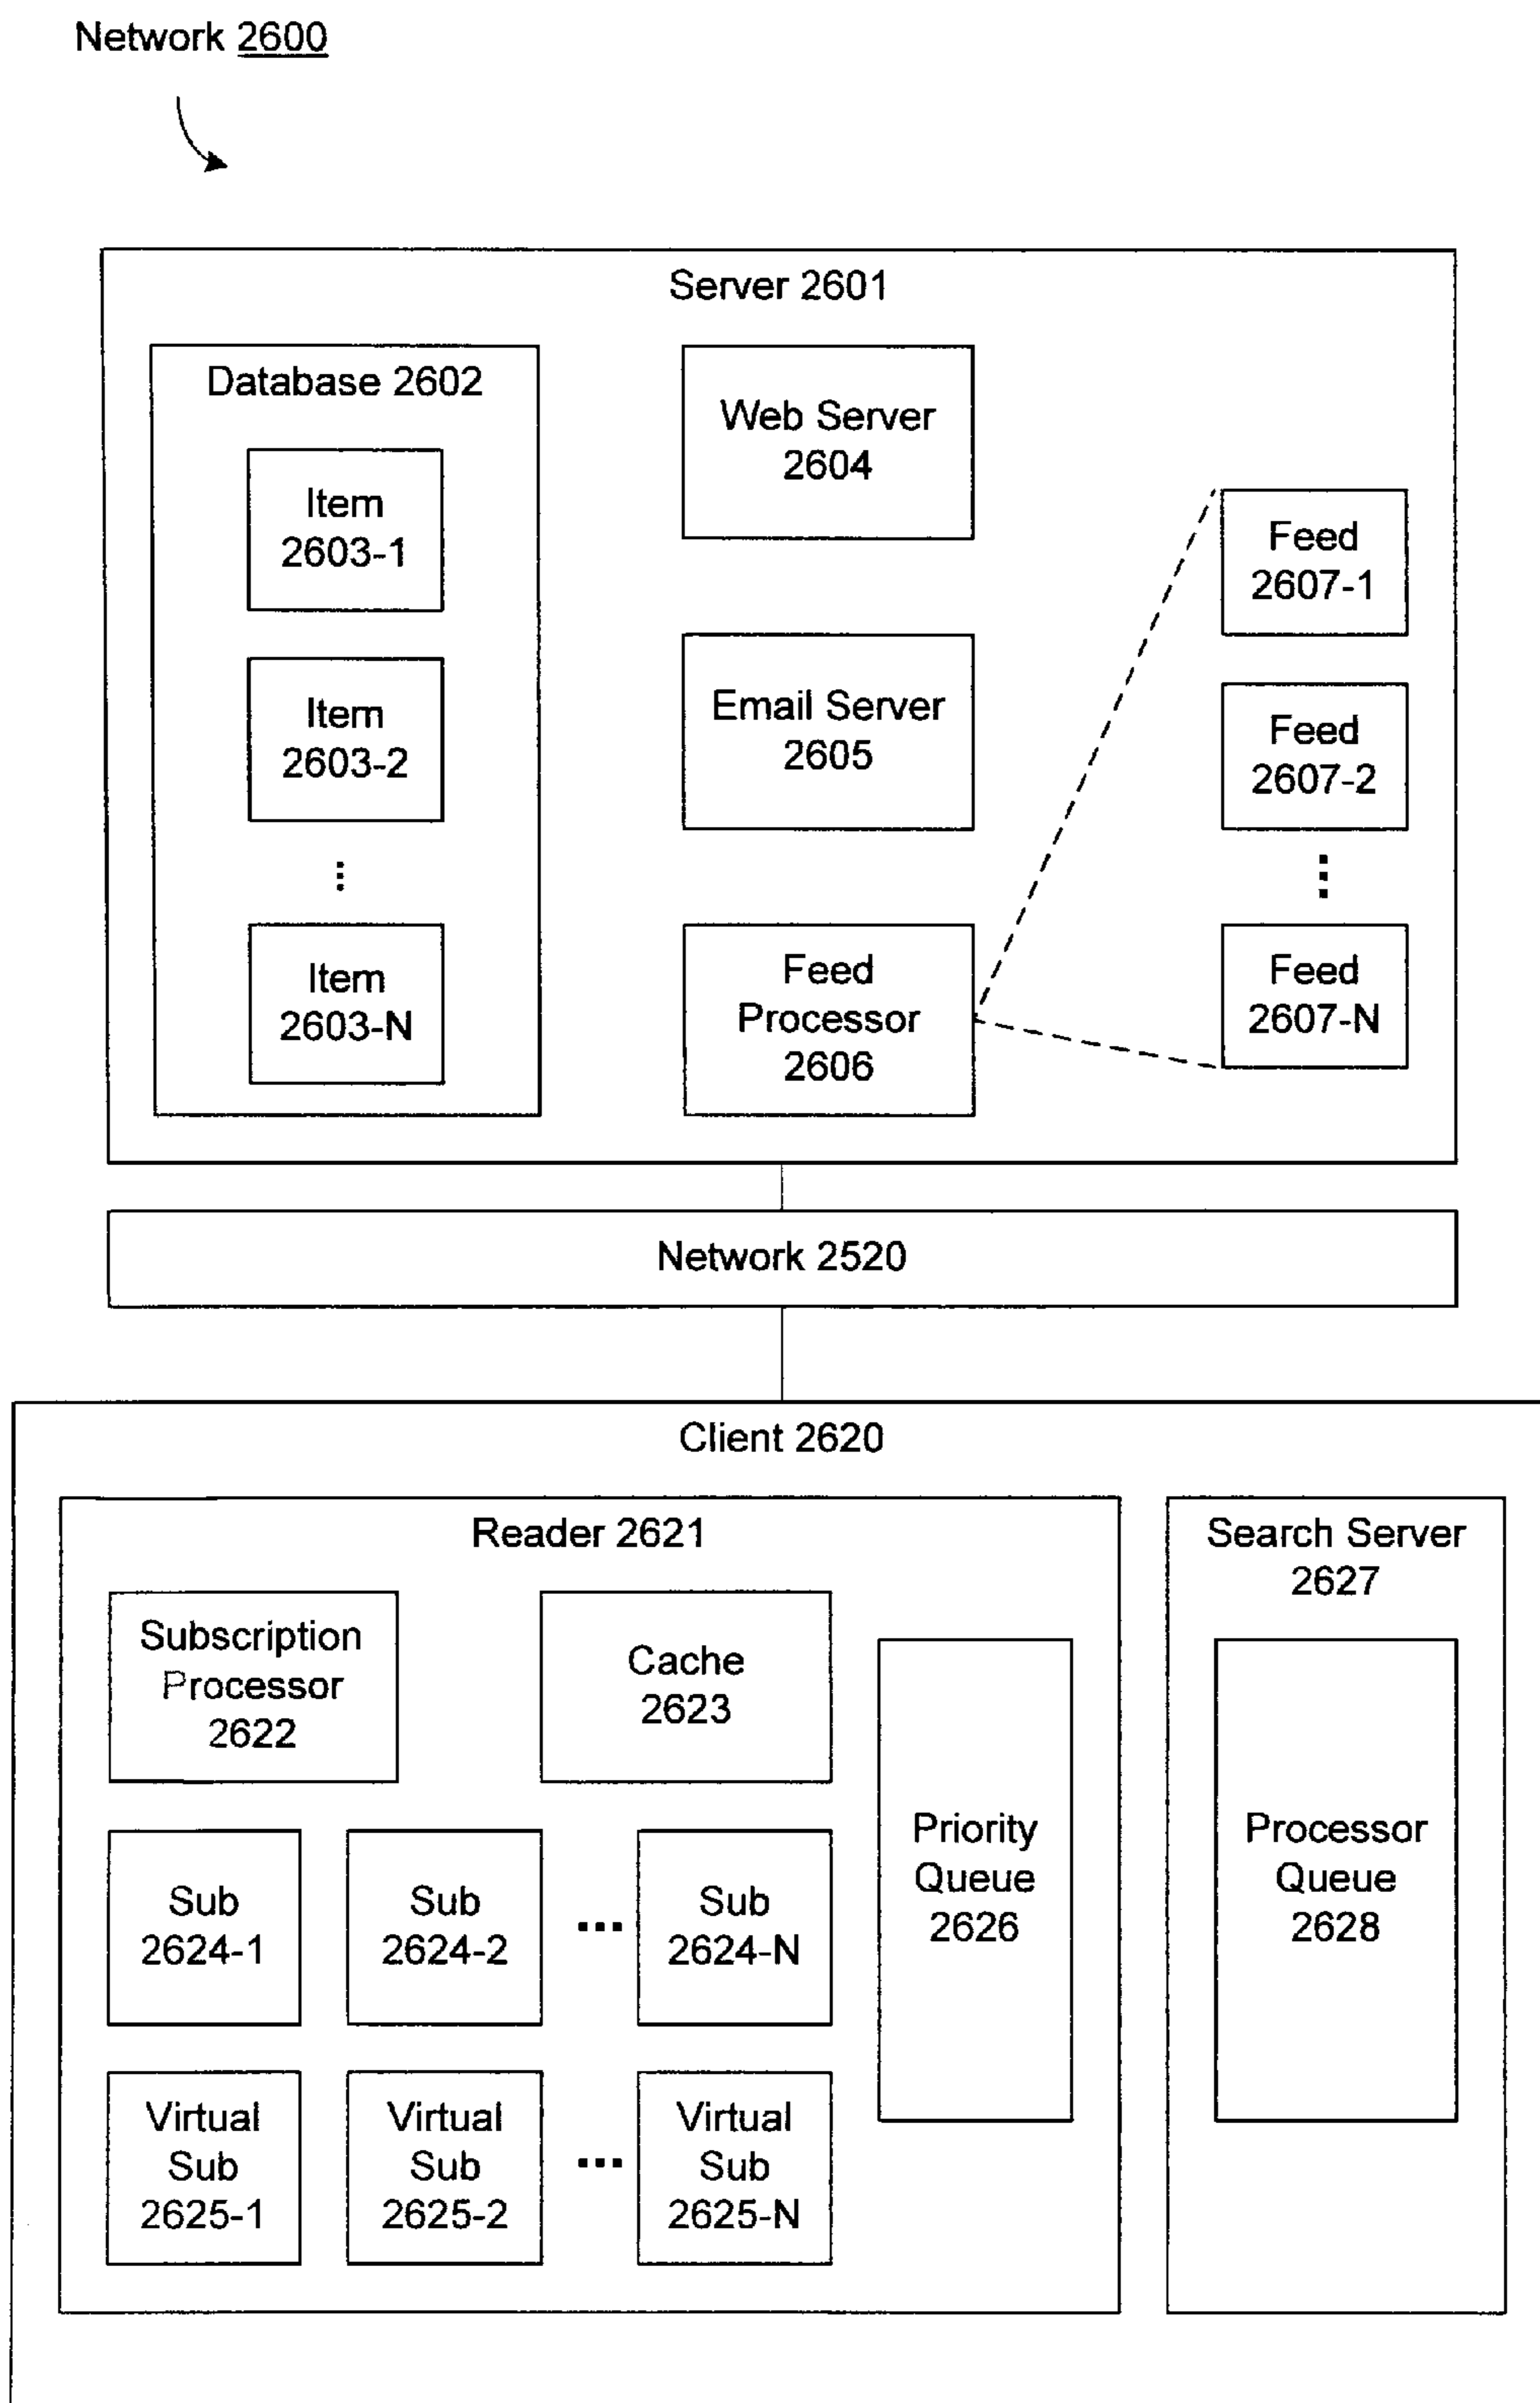 Network 2600
Server 2601
Database 2602
Item
2603-1
Item
2603-2
Item
2603-N
Web Server
2604
Email Server
2605
Feed
Processor
2606
Feed
2607-1
Feed
2607-2
Feed
2607-N
Network 2520
Client 2620
Reader 2621
Subscription
Processor
2622
Cache
2623
Sub
2624-1
Sub
2624-2
Sub
2624-N
Virtual
Sub
2625-1
Virtual
Sub
2625-2
Virtual
Sub
2625-N
Priority
Queue
2626
Search Server
2627
Processor
Queue
2628